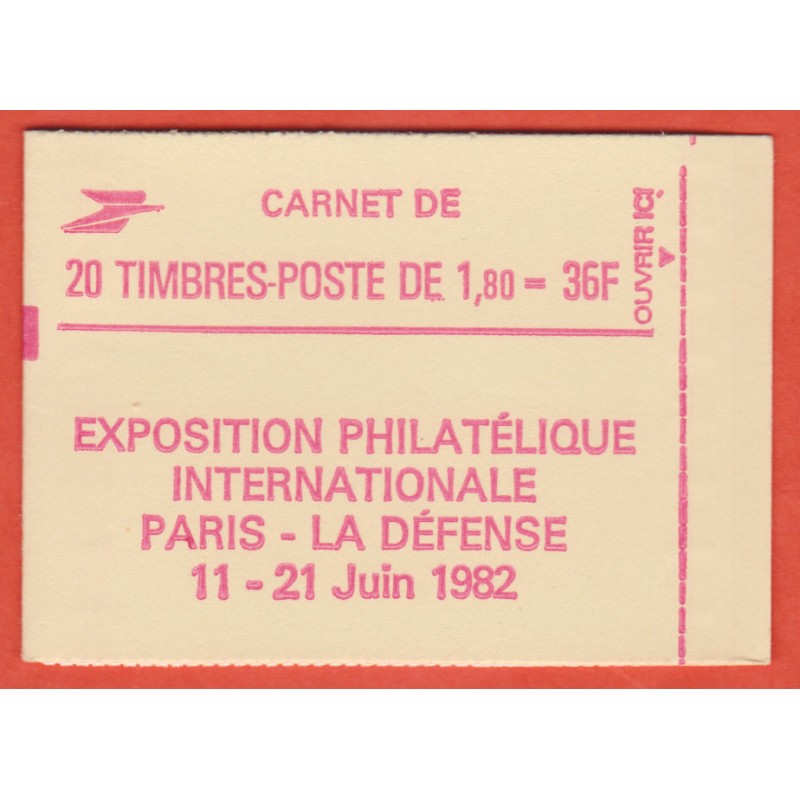 CARNET DE
20 TIMBRES-POSTE DE 1,80 = 36F
OUVRIR ICI
EXPOSITION PHILATÉLIQUE
INTERNATIONALE
PARIS - LA DÉFENSE
11 - 21 Juin 1982